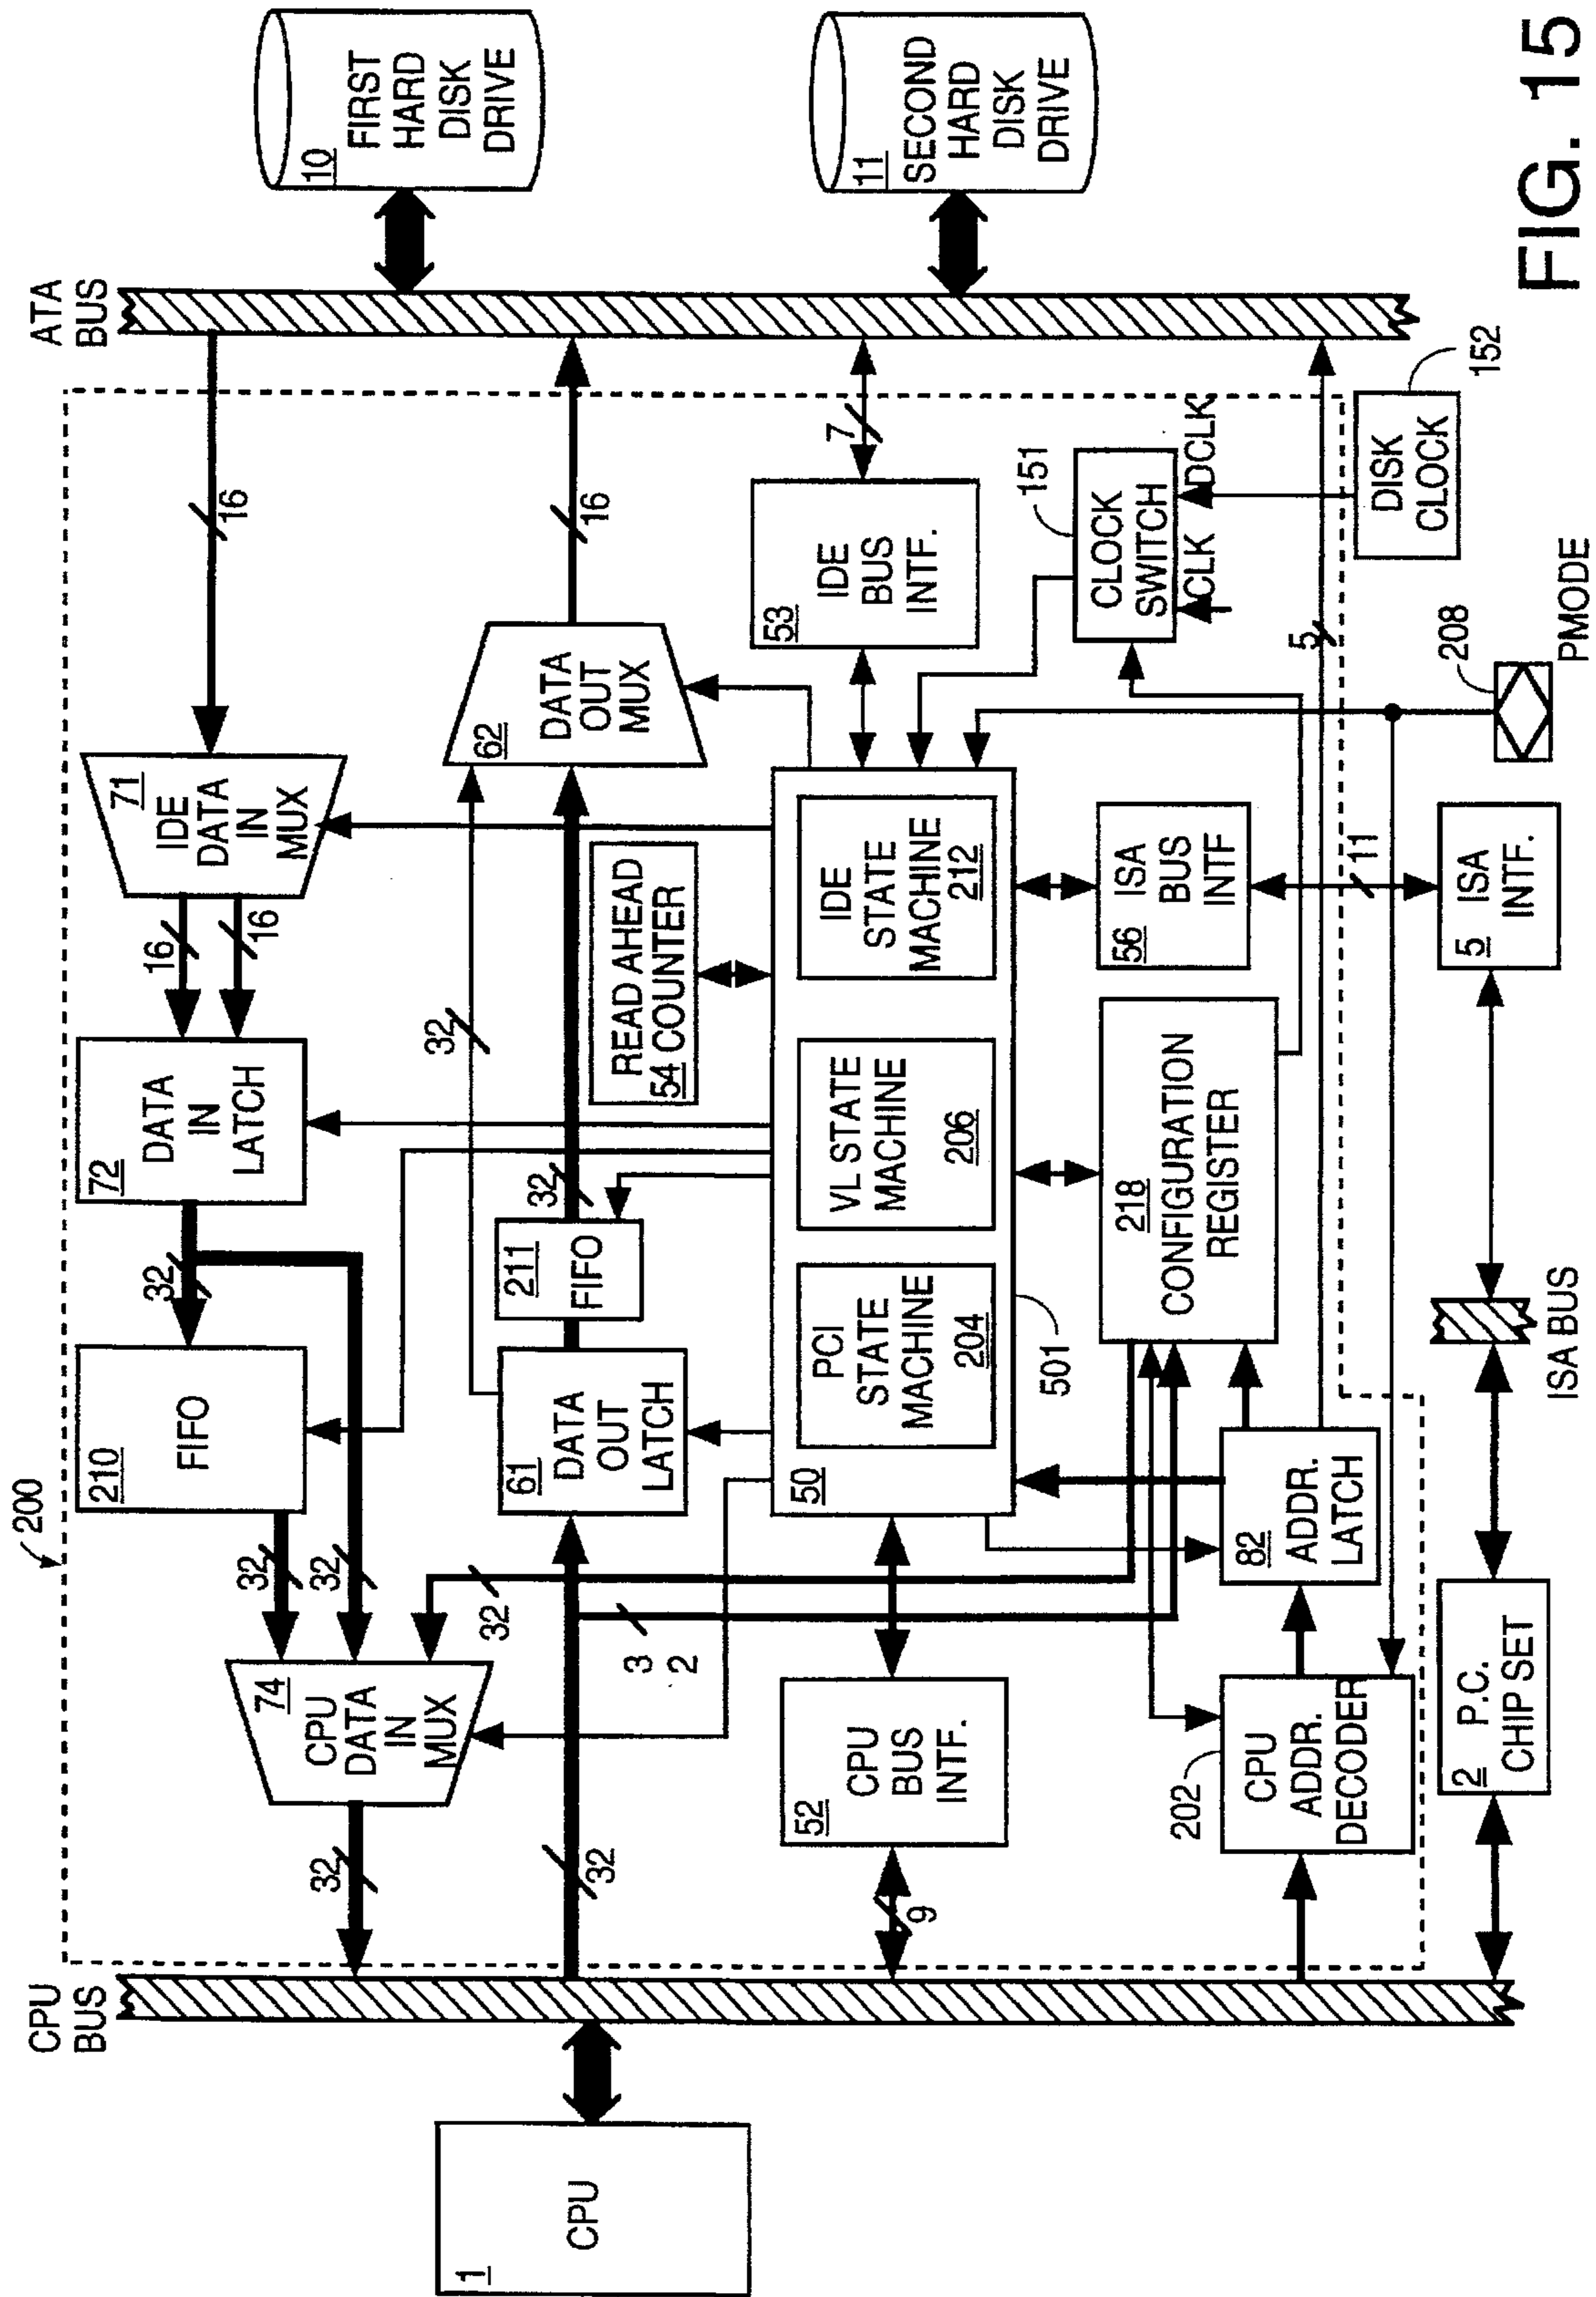 FIG. 15
200
CPU
BUS
ATA
BUS
1
CPU
10
FIRST
HARD
DISK
DRIVE
11
SECOND
HARD
DISK
DRIVE
74
CPU
DATA
IN
MUX
32
32
32
32
210
FIFO
32
72
DATA
IN
LATCH
16
16
71
IDE
DATA
IN
MUX
16
32
3
2
61
DATA
OUT
LATCH
211
FIFO
32
32
62
DATA
OUT
MUX
16
READ AHEAD
54 COUNTER
9
52
CPU
BUS
INTF.
50
PCI
STATE
MACHINE
204
VL STATE
MACHINE
206
IDE
STATE
MACHINE
212
501
53
IDE
BUS
INTF.
7
202
CPU
ADDR.
DECODER
82
ADDR.
LATCH
218
CONFIGURATION
REGISTER
56
ISA
BUS
INTF
151
CLOCK
SWITCH
CLK
DCLK
5
152
DISK
CLOCK
11
2
P.C.
CHIP SET
ISA BUS
5
ISA
INTF.
208
PMODE